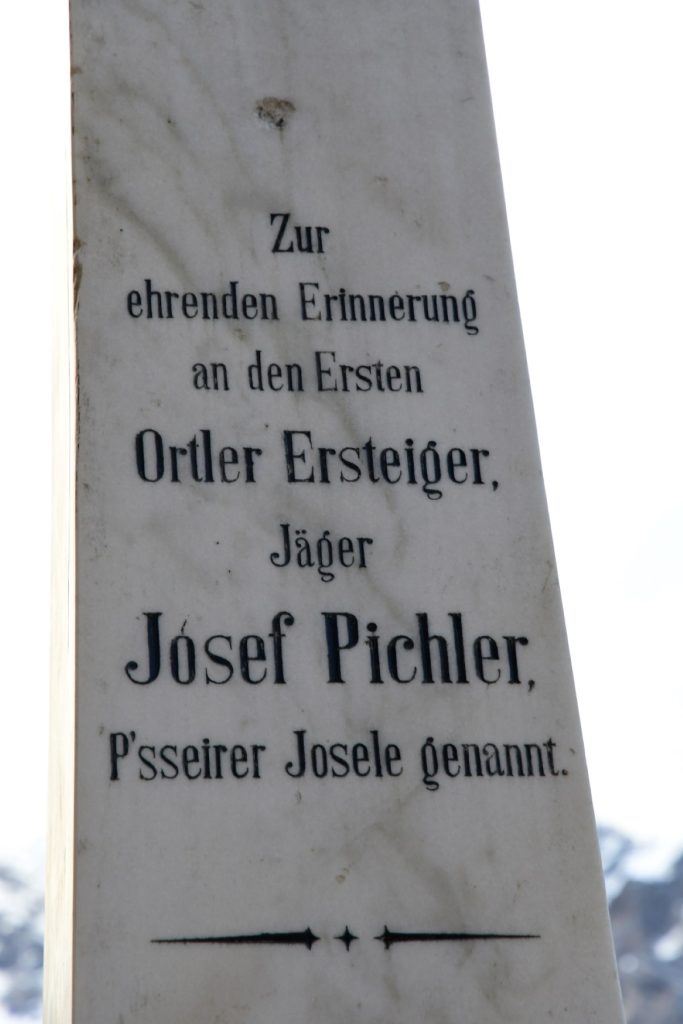 Zur
ehrenden Erinnerung
an den Ersten
Ortler Ersteiger,
Jäger
Josef Pichler,
P'sseirer Josele genannt.